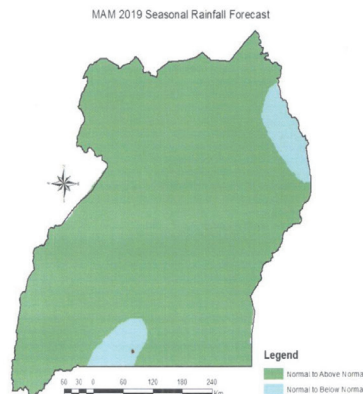 MAM 2019 Seasonal Rainfall Forecast
Legend
Normal to Above Norma
Normal to Below Norma
60 30 0 60 120 180 240
Km